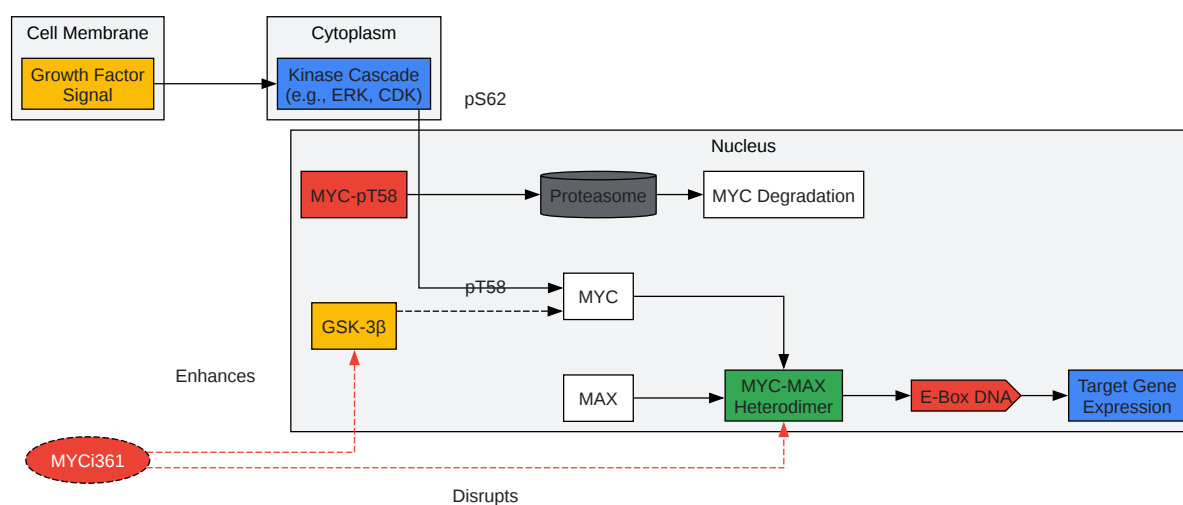 Cell Membrane
Cytoplasm
Growth Factor
Signal
Kinase Cascade
(e.g., ERK, CDK)
pS62
Nucleus
MYC-pT58
Proteasome
MYC Degradation
pT58
MYC
GSK-3β
Enhances
MAX
MYC-MAX
Heterodimer
E-Box DNA
Target Gene
Expression
MYCi361
Disrupts